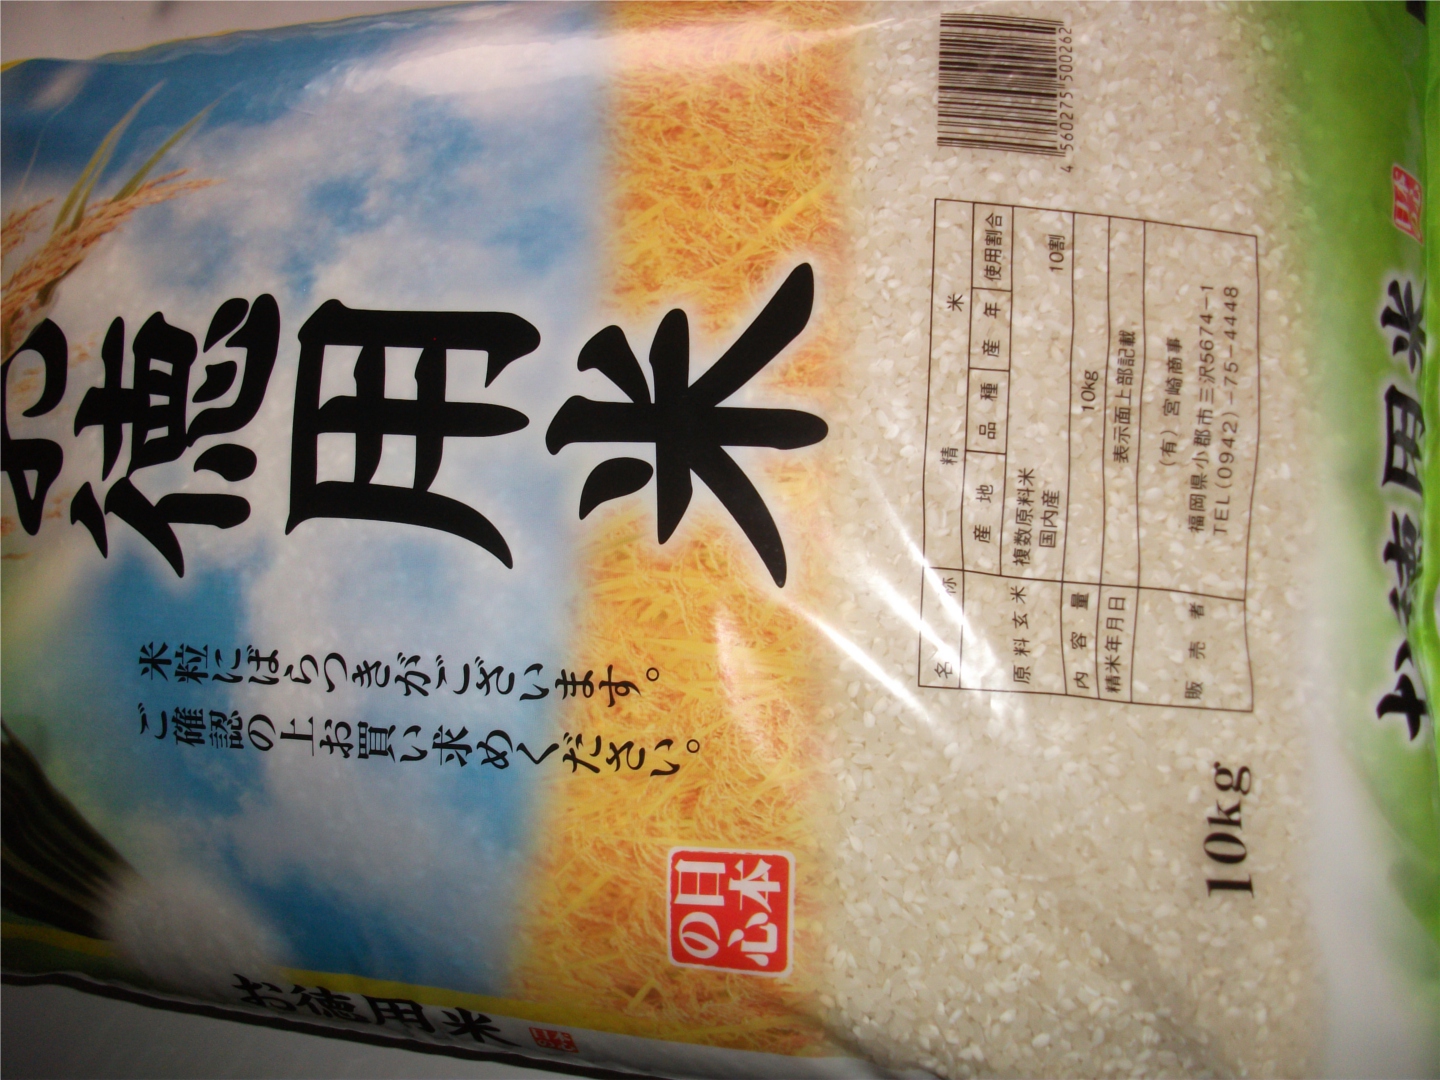 お徳用米
米粒にばらつきがございます。
ご確認の上お買い求めください。
日本の心
4 560275 500262
名称 精米
原料玄米 産地 品種 産年 使用割合
複数原料米
国内産 10割
内容量 10kg
精米年月日 表示面上部記載
販売者 (有)宮崎商事
福岡県小郡市三沢5674-1
TEL(0942)-75-4448
10kg
お徳用米
お徳用米